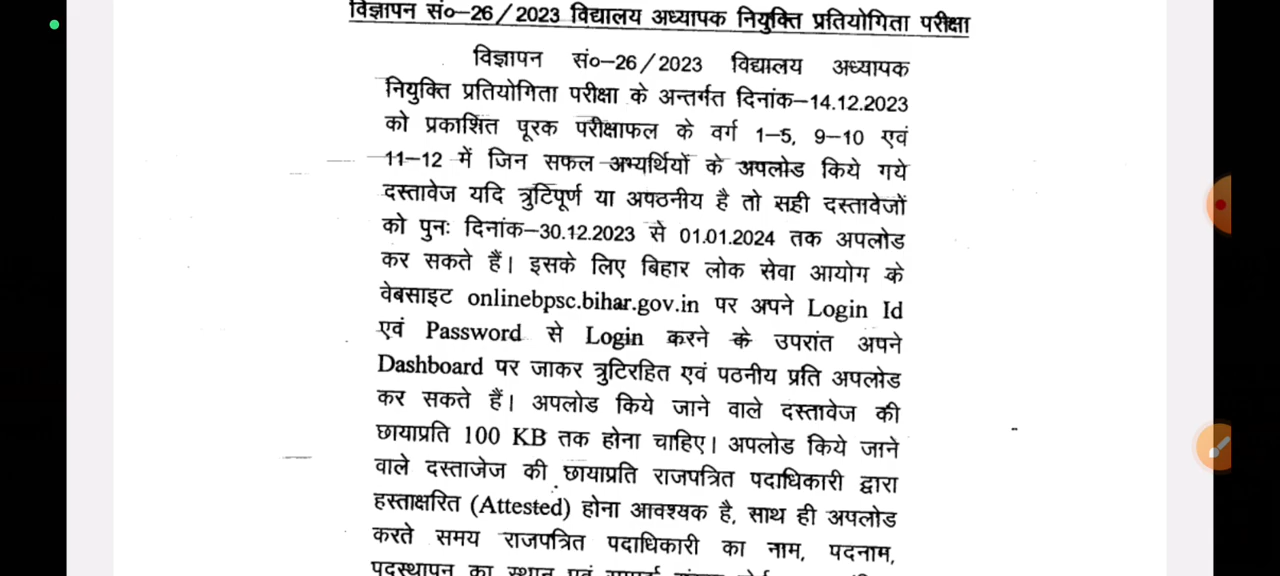 विज्ञापन सं०–26/2023 विद्यालय अध्यापक नियुक्ति प्रतियोगिता परीक्षा
विज्ञापन सं०–26/2023 विद्यालय अध्यापक
नियुक्ति प्रतियोगिता परीक्षा के अन्तर्गत दिनांक–14.12.2023
को प्रकाशित पूरक परीक्षाफल के वर्ग 1–5, 9–10 एवं
11–12 में जिन सफल अभ्यर्थियों के अपलोड किये गये
दस्तावेज यदि त्रुटिपूर्ण या अपठनीय है तो सही दस्तावेजों
को पुनः दिनांक–30.12.2023 से 01.01.2024 तक अपलोड
कर सकते हैं। इसके लिए बिहार लोक सेवा आयोग के
वेबसाइट onlinebpsc.bihar.gov.in पर अपने Login Id
एवं Password से Login करने के उपरांत अपने
Dashboard पर जाकर त्रुटिरहित एवं पठनीय प्रति अपलोड
कर सकते हैं। अपलोड किये जाने वाले दस्तावेज की
छायाप्रति 100 KB तक होना चाहिए। अपलोड किये जाने
वाले दस्ताजेज की छायाप्रति राजपत्रित पदाधिकारी द्वारा
हस्ताक्षरित (Attested) होना आवश्यक है, साथ ही अपलोड
करते समय राजपत्रित पदाधिकारी का नाम, पदनाम,
पदस्थापन का स्थान एवं